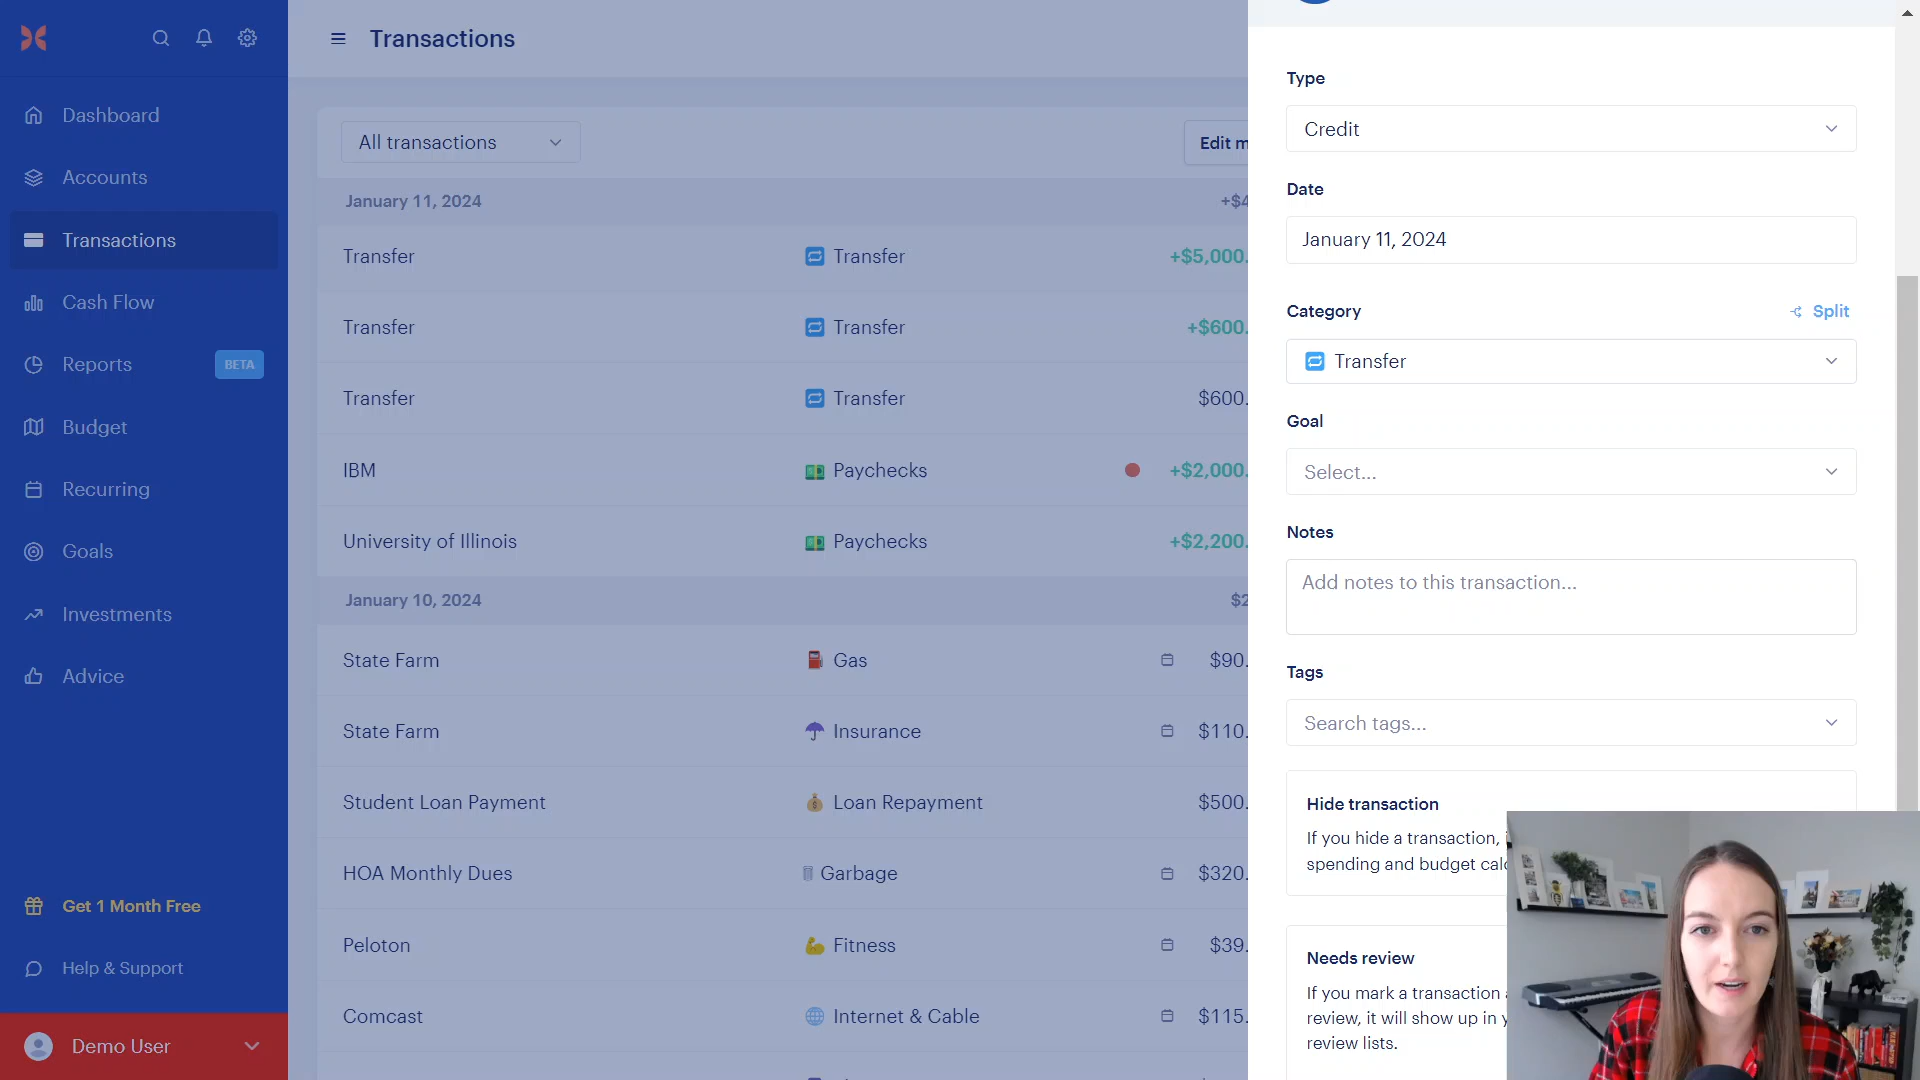 Transactions
Dashboard
Accounts
Transactions
Cash Flow
Reports BETA
Budget
Recurring
Goals
Investments
Advice
Get 1 Month Free
Help & Support
Demo User
All transactions
Edit m
January 11, 2024 +$4
Transfer Transfer +$5,000.
Transfer Transfer +$600.
Transfer Transfer $600.
IBM Paychecks +$2,000.
University of Illinois Paychecks +$2,200.
January 10, 2024 $2
State Farm Gas $90.
State Farm Insurance $110.
Student Loan Payment Loan Repayment $500.
HOA Monthly Dues Garbage $320.
Peloton Fitness $39.
Comcast Internet & Cable $115.
Type
Credit
Date
January 11, 2024
Category Split
Transfer
Goal
Select...
Notes
Add notes to this transaction...
Tags
Search tags...
Hide transaction
If you hide a transaction,
spending and budget calc
Needs review
If you mark a transaction
review, it will show up in y
review lists.